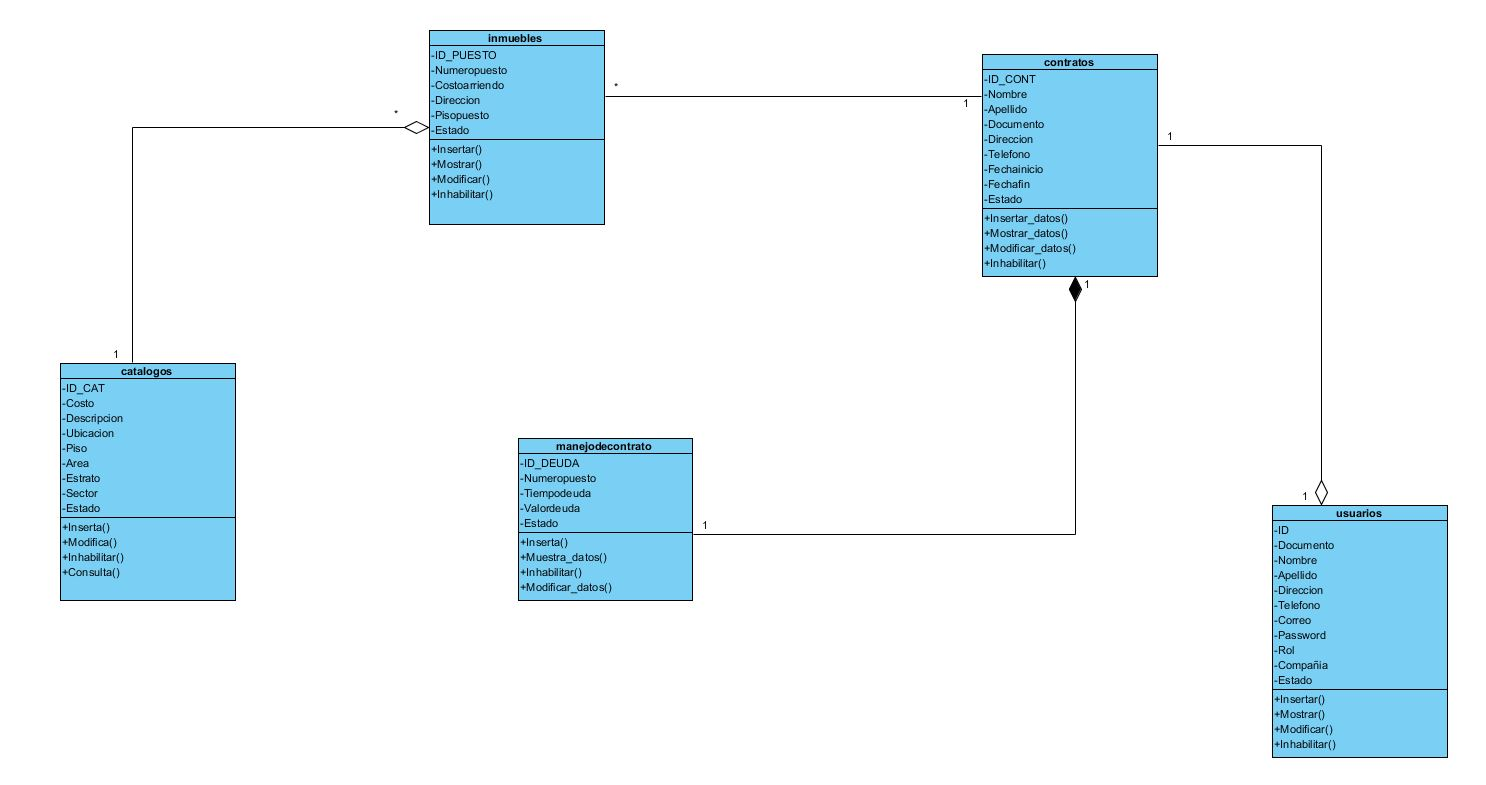 inmuebles
-ID_PUESTO
-Numeropuesto
-Costoarriendo
-Direccion
-Pisopuesto
-Estado
+Insertar()
+Mostrar()
+Modificar()
+Inhabilitar()
*
*
1
contratos
-ID_CONT
-Nombre
-Apellido
-Documento
-Direccion
-Telefono
-Fechainicio
-Fechafin
-Estado
+Insertar_datos()
+Mostrar_datos()
+Modificar_datos()
+Inhabilitar()
1
1
1
catalogos
-ID_CAT
-Costo
-Descripcion
-Ubicacion
-Piso
-Area
-Estrato
-Sector
-Estado
+Inserta()
+Modifica()
+Inhabilitar()
+Consulta()
manejodecontrato
-ID_DEUDA
-Numeropuesto
-Tiempodeuda
-Valordeuda
-Estado
+Inserta()
+Muestra_datos()
+Inhabilitar()
+Modificar_datos()
1
1
usuarios
-ID
-Documento
-Nombre
-Apellido
-Direccion
-Telefono
-Correo
-Password
-Rol
-Compañia
-Estado
+Insertar()
+Mostrar()
+Modificar()
+Inhabilitar()